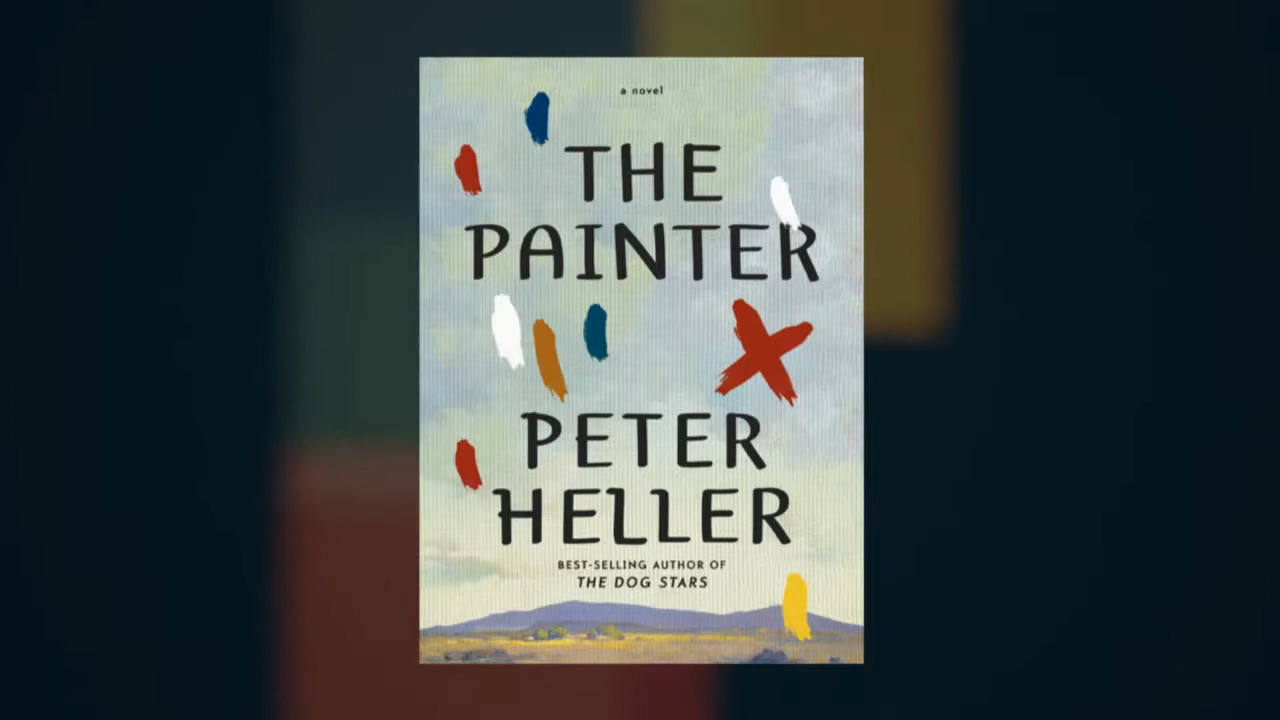 a novel
THE
PAINTER
PETER
HELLER
BEST-SELLING AUTHOR OF
THE DOG STARS